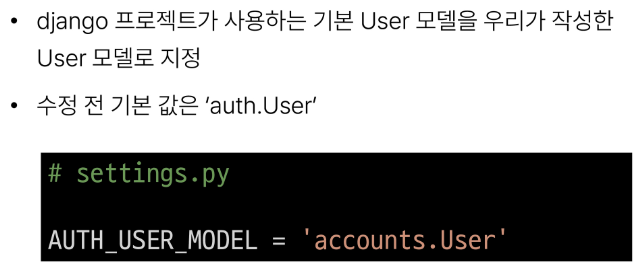 • django 프로젝트가 사용하는 기본 User 모델을 우리가 작성한
User 모델로 지정
• 수정 전 기본 값은 ‘auth.User’
# settings.py
AUTH_USER_MODEL = 'accounts.User'